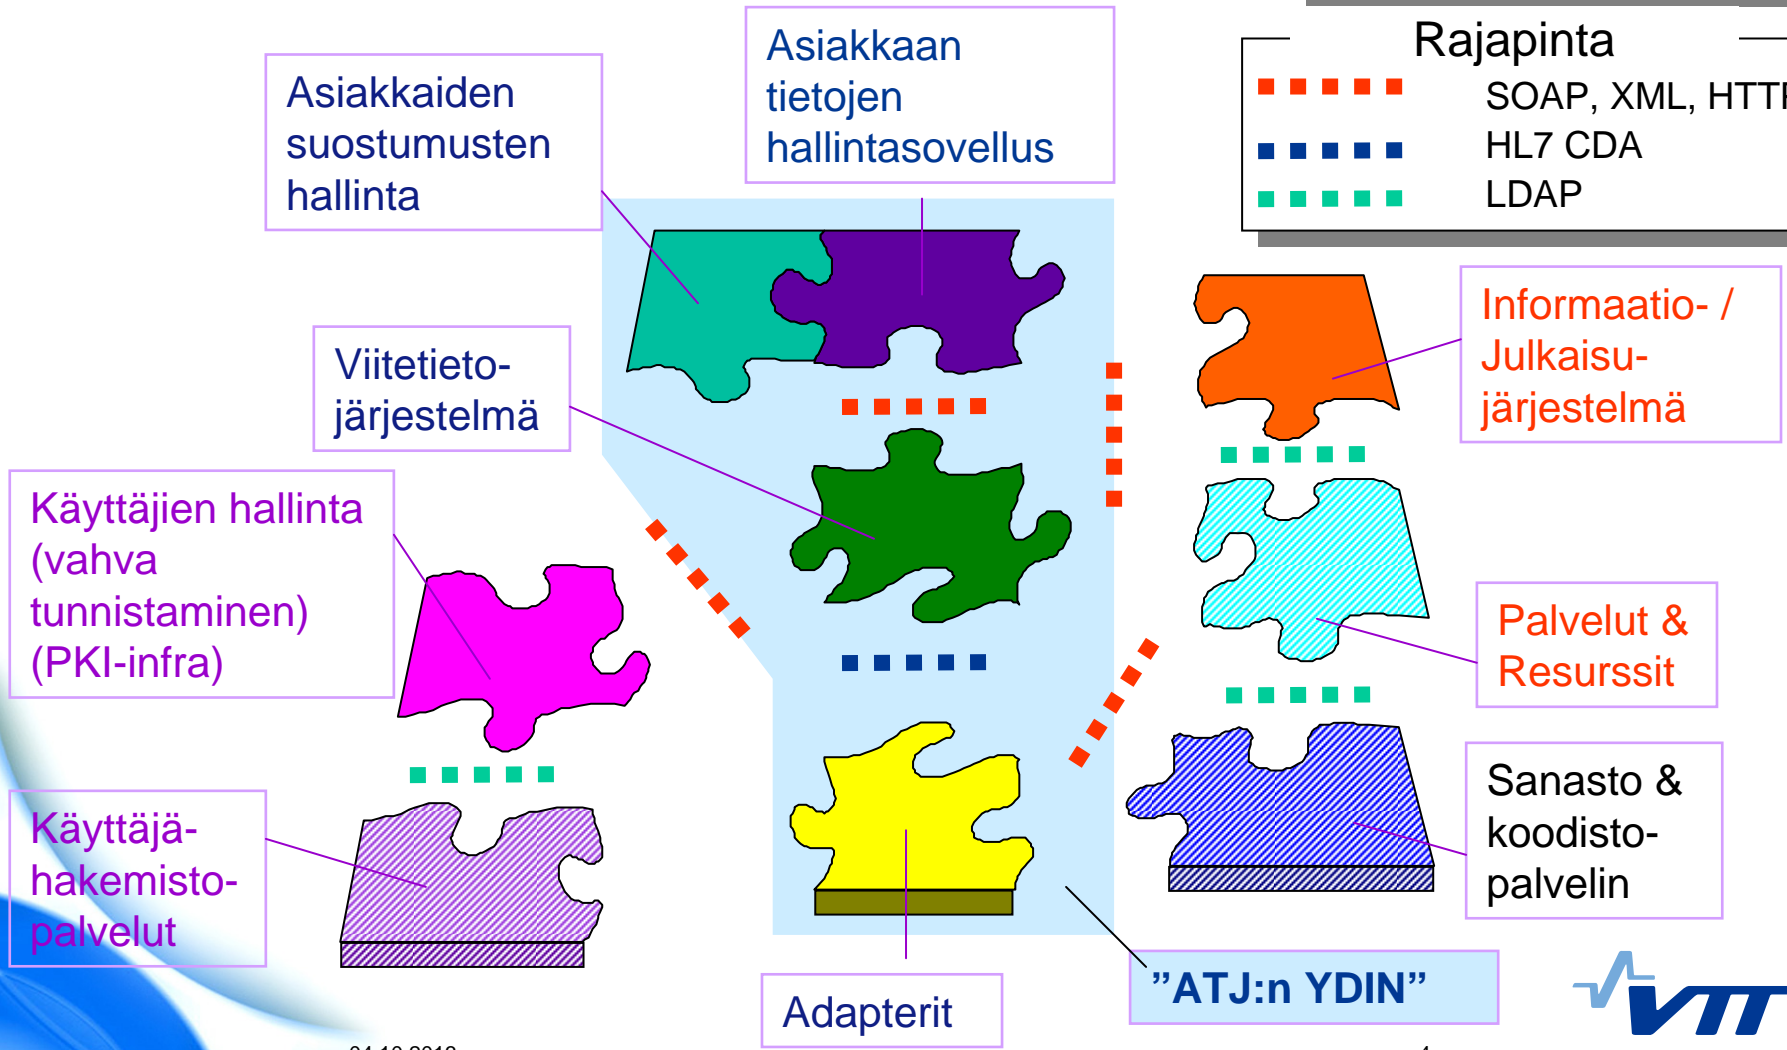 Rajapinta
SOAP, XML, HTTP
HL7 CDA
LDAP
Asiakkaan
tietojen
hallintasovellus
Asiakkaiden
suostumusten
hallinta
Viitetieto-
järjestelmä
Informaatio- /
Julkaisu-
järjestelmä
Käyttäjien hallinta
(vahva
tunnistaminen)
(PKI-infra)
Palvelut &
Resurssit
Käyttäjä-
hakemisto-
palvelut
Sanasto &
koodisto-
palvelin
Adapterit
”ATJ:n YDIN”
VTT